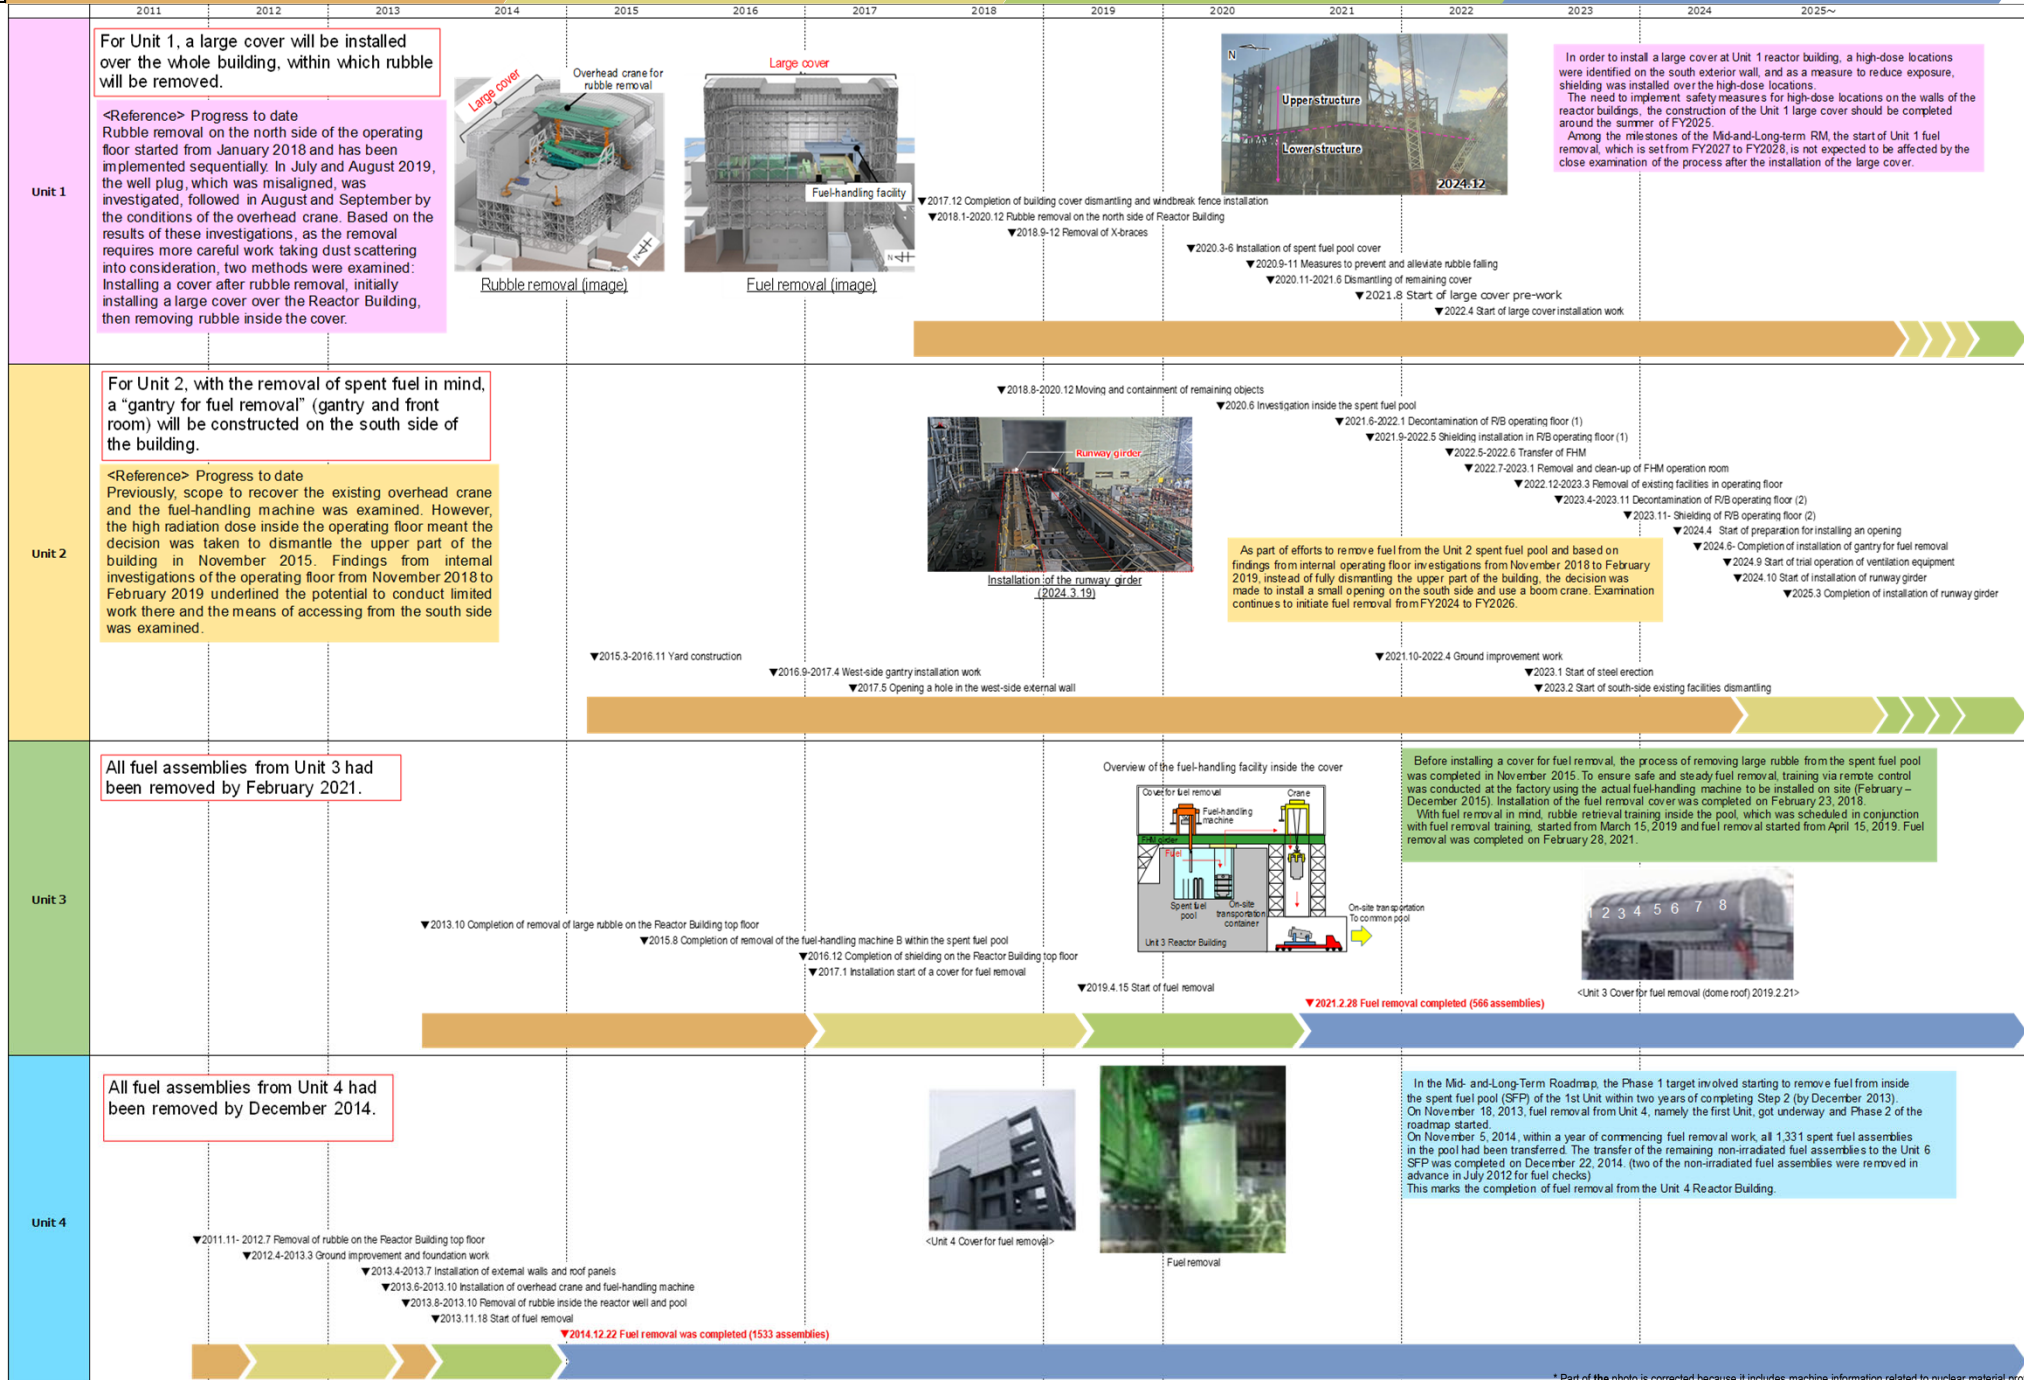 2011 2012 2013 2014 2015 2016 2017 2018 2019 2020 2021 2022 2023 2024 2025~
Unit 1
For Unit 1, a large cover will be installed
over the whole building, within which rubble
will be removed.
<Reference> Progress to date
Rubble removal on the north side of the operating
floor started from January 2018 and has been
implemented sequentially. In July and August 2019,
the well plug, which was misaligned, was
investigated, followed in August and September by
the conditions of the overhead crane. Based on the
results of these investigations, as the removal
requires more careful work taking dust scattering
into consideration, two methods were examined:
Installing a cover after rubble removal, initially
installing a large cover over the Reactor Building,
then removing rubble inside the cover.
Large cover
Overhead crane for
rubble removal
N
Rubble removal (image)
Large cover
Fuel-handling facility
N
Fuel removal (image)
N
Upper structure
Lower structure
2024.12
In order to install a large cover at Unit 1 reactor building, a high-dose locations
were identified on the south exterior wall, and as a measure to reduce exposure,
shielding was installed over the high-dose locations.
The need to implement safety measures for high-dose locations on the walls of the
reactor buildings, the construction of the Unit 1 large cover should be completed
around the summer of FY2025.
Among the milestones of the Mid-and-Long-term RM, the start of Unit 1 fuel
removal, which is set from FY2027 to FY2028, is not expected to be affected by the
close examination of the process after the installation of the large cover.
▼2017.12 Completion of building cover dismantling and windbreak fence installation
▼2018.1-2020.12 Rubble removal on the north side of Reactor Building
▼2018.9-12 Removal of X-braces
▼2020.3-6 Installation of spent fuel pool cover
▼2020.9-11 Measures to prevent and alleviate rubble falling
▼2020.11-2021.6 Dismantling of remaining cover
▼2021.8 Start of large cover pre-work
▼2022.4 Start of large cover installation work
Unit 2
For Unit 2, with the removal of spent fuel in mind,
a “gantry for fuel removal” (gantry and front
room) will be constructed on the south side of
the building.
<Reference> Progress to date
Previously, scope to recover the existing overhead crane
and the fuel-handling machine was examined. However,
the high radiation dose inside the operating floor meant the
decision was taken to dismantle the upper part of the
building in November 2015. Findings from internal
investigations of the operating floor from November 2018 to
February 2019 underlined the potential to conduct limited
work there and the means of accessing from the south side
was examined.
Runway girder
Installation of the runway girder
(2024.3.19)
▼2018.8-2020.12 Moving and containment of remaining objects
▼2020.6 Investigation inside the spent fuel pool
▼2021.6-2022.1 Decontamination of R/B operating floor (1)
▼2021.9-2022.5 Shielding installation in R/B operating floor (1)
▼2022.5-2022.6 Transfer of FHM
▼2022.7-2023.1 Removal and clean-up of FHM operation room
▼2022.12-2023.3 Removal of existing facilities in operating floor
▼2023.4-2023.11 Decontamination of R/B operating floor (2)
▼2023.11- Shielding of R/B operating floor (2)
▼2024.4 Start of preparation for installing an opening
▼2024.6- Completion of installation of gantry for fuel removal
▼2024.9 Start of trial operation of ventilation equipment
▼2024.10 Start of installation of runway girder
▼2025.3 Completion of installation of runway girder
As part of efforts to remove fuel from the Unit 2 spent fuel pool and based on
findings from internal operating floor investigations from November 2018 to February
2019, instead of fully dismantling the upper part of the building, the decision was
made to install a small opening on the south side and use a boom crane. Examination
continues to initiate fuel removal from FY2024 to FY2026.
▼2015.3-2016.11 Yard construction
▼2016.9-2017.4 West-side gantry installation work
▼2017.5 Opening a hole in the west-side external wall
▼2021.10-2022.4 Ground improvement work
▼2023.1 Start of steel erection
▼2023.2 Start of south-side existing facilities dismantling
Unit 3
All fuel assemblies from Unit 3 had
been removed by February 2021.
Overview of the fuel-handling facility inside the cover
Cover for fuel removal
Crane
Fuel-handling
machine
FHM girder
Fuel
Spent fuel
pool
On-site
transportation
container
Unit 3 Reactor Building
On-site transportation
To common pool
Before installing a cover for fuel removal, the process of removing large rubble from the spent fuel pool
was completed in November 2015. To ensure safe and steady fuel removal, training via remote control
was conducted at the factory using the actual fuel-handling machine to be installed on site (February –
December 2015). Installation of the fuel removal cover was completed on February 23, 2018.
With fuel removal in mind, rubble retrieval training inside the pool, which was scheduled in conjunction
with fuel removal training, started from March 15, 2019 and fuel removal started from April 15, 2019. Fuel
removal was completed on February 28, 2021.
1 2 3 4 5 6 7 8
<Unit 3 Cover for fuel removal (dome roof) 2019.2.21>
▼2013.10 Completion of removal of large rubble on the Reactor Building top floor
▼2015.8 Completion of removal of the fuel-handling machine B within the spent fuel pool
▼2016.12 Completion of shielding on the Reactor Building top floor
▼2017.1 Installation start of a cover for fuel removal
▼2019.4.15 Start of fuel removal
▼2021.2.28 Fuel removal completed (566 assemblies)
Unit 4
All fuel assemblies from Unit 4 had
been removed by December 2014.
<Unit 4 Cover for fuel removal>
Fuel removal
In the Mid- and-Long-Term Roadmap, the Phase 1 target involved starting to remove fuel from inside
the spent fuel pool (SFP) of the 1st Unit within two years of completing Step 2 (by December 2013).
On November 18, 2013, fuel removal from Unit 4, namely the first Unit, got underway and Phase 2 of the
roadmap started.
On November 5, 2014, within a year of commencing fuel removal work, all 1,331 spent fuel assemblies
in the pool had been transferred. The transfer of the remaining non-irradiated fuel assemblies to the Unit 6
SFP was completed on December 22, 2014. (two of the non-irradiated fuel assemblies were removed in
advance in July 2012 for fuel checks)
This marks the completion of fuel removal from the Unit 4 Reactor Building.
▼2011.11- 2012.7 Removal of rubble on the Reactor Building top floor
▼2012.4-2013.3 Ground improvement and foundation work
▼2013.4-2013.7 Installation of external walls and roof panels
▼2013.6-2013.10 Installation of overhead crane and fuel-handling machine
▼2013.8-2013.10 Removal of rubble inside the reactor well and pool
▼2013.11.18 Start of fuel removal
▼2014.12.22 Fuel removal was completed (1533 assemblies)
* Part of the photo is corrected because it includes machine information related to nuclear material